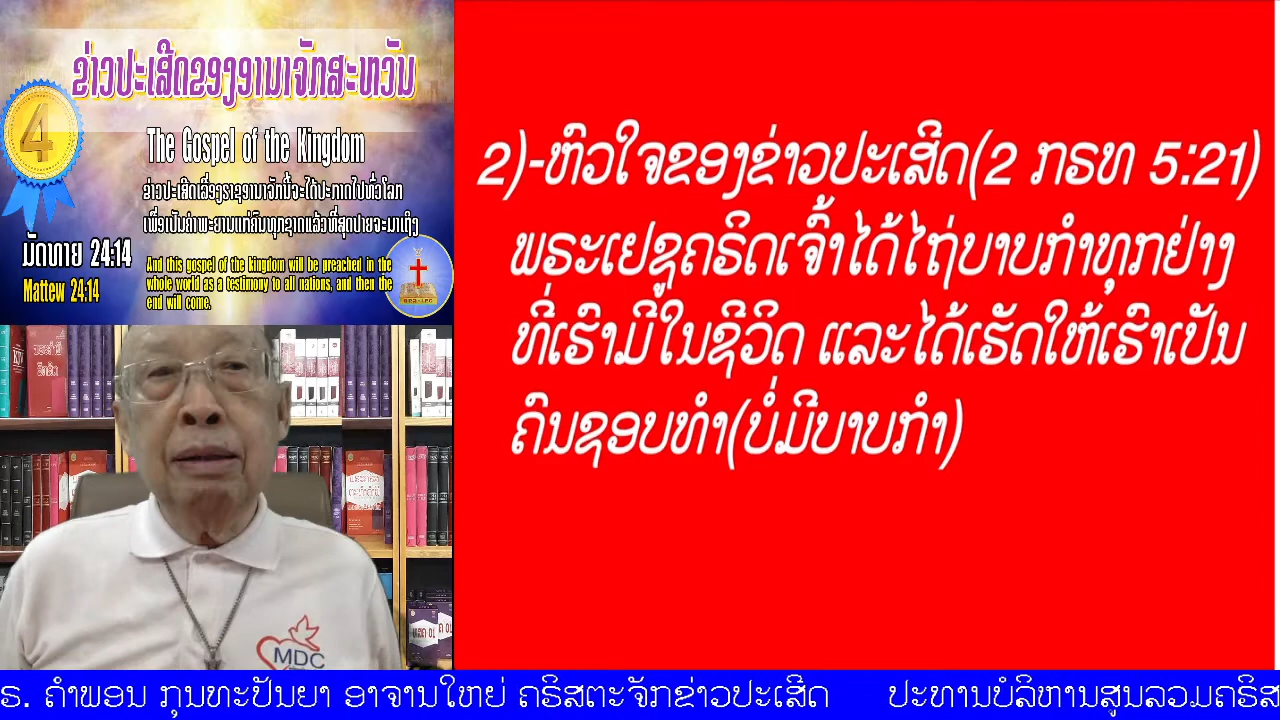 ຂ່າວປະເສີດຂອງອານາຈັກສະຫວັນ
4
The Gospel of the Kingdom
ຂ່າວປະເສີດເລື່ອງຣາຊອານາຈັກນີ້ຈະໄດ້ປະກາດໄປທົ່ວໂລກ
ເພື່ອເປັນຄຳພະຍານແກ່ຄົນທຸກຊາດແລ້ວທີ່ສຸດປາຍຈະມາເຖິງ
ມັດທາຍ 24:14
Mattew 24:14
And this gospel of the kingdom will be preached in the
whole world as a testimony to all nations, and then the
end will come.
2)-ຫົວໃຈຂອງຂ່າວປະເສີດ(2 ກຣທ 5:21)
ພຣະເຢຊູຄຣິດເຈົ້າໄດ້ໄຖ່ບາບກຳທຸກຢ່າງ
ທີ່ເຮົາມີໃນຊີວິດ ແລະໄດ້ເຮັດໃຫ້ເຮົາເປັນ
ຄົນຊອບທຳ(ບໍ່ມີບາບກຳ)
MDC
ຣ. ຄຳພອນ ກຸນທະປັນຍາ ອາຈານໃຫຍ່ ຄຣິສຕະຈັກຂ່າວປະເສີດ ປະທານບໍລິຫານສູນລວມຄຣິສ